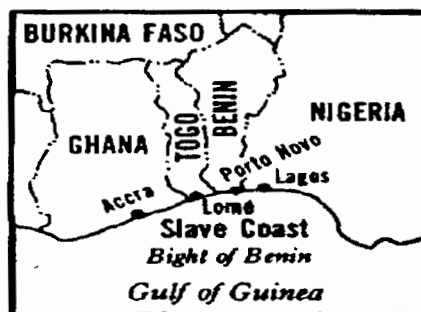 BURKINA FASO
GHANA
TOGO
BENIN
NIGERIA
Porto Novo
Lagos
Accra
Lomé
Slave Coast
Bight of Benin
Gulf of Guinea